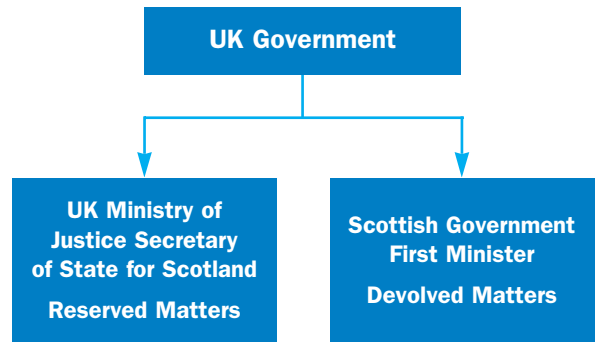 UK Government
UK Ministry of
Justice Secretary
of State for Scotland
Reserved Matters
Scottish Government
First Minister
Devolved Matters